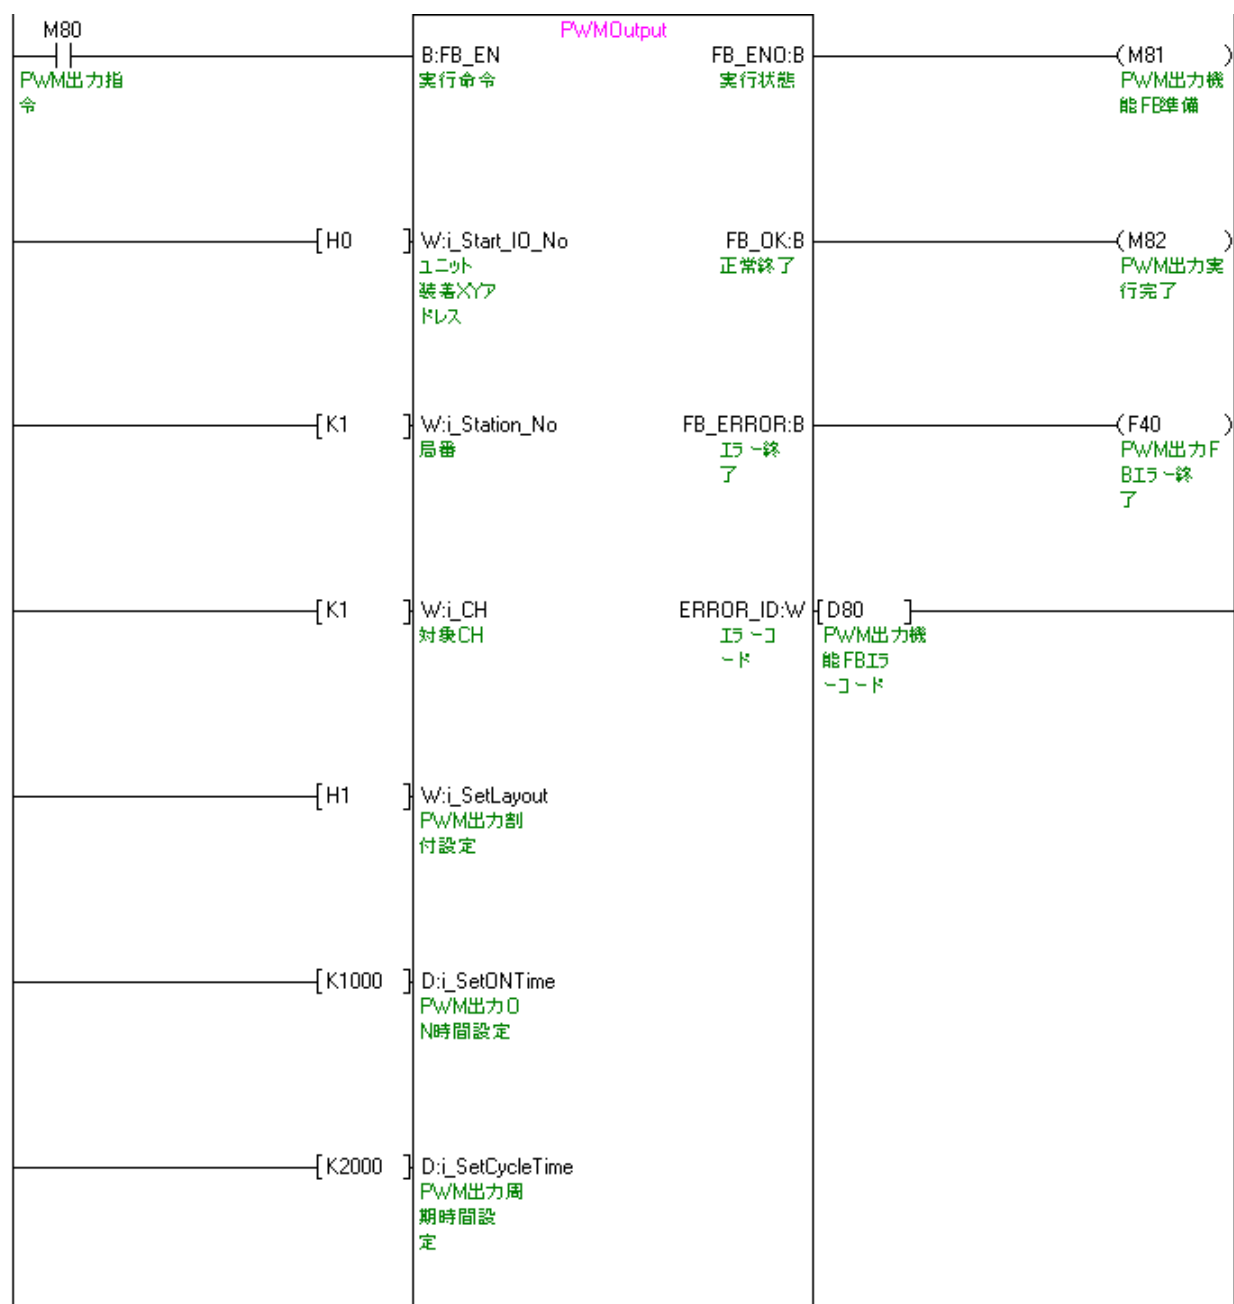 M80
PWMOutput
B:FB_EN
FB_ENO:B
(M81 )
PWM出力指
令
実行命令
実行状態
PWM出力機
能FB準備
[H0 ]
W:i_Start_IO_No
FB_OK:B
(M82 )
ユニット
装着XYア
ドレス
正常終了
PWM出力実
行完了
[K1 ]
W:i_Station_No
FB_ERROR:B
(F40 )
局番
エラー終
了
PWM出力F
Bエラー終
了
[K1 ]
W:i_CH
ERROR_ID:W
[D80 ]
対象CH
エラーコ
ード
PWM出力機
能FBエラ
ーコード
[H1 ]
W:i_SetLayout
PWM出力割
付設定
[K1000 ]
D:i_SetONTime
PWM出力O
N時間設定
[K2000 ]
D:i_SetCycleTime
PWM出力周
期時間設
定